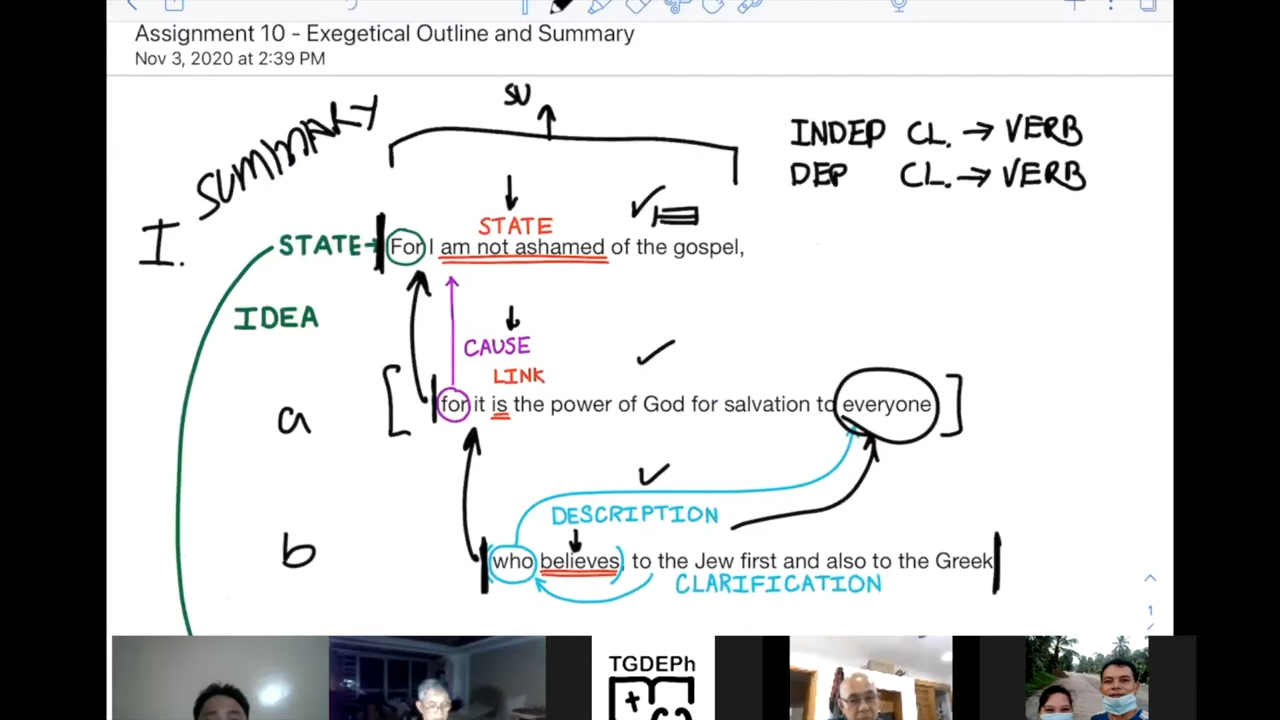 Assignment 10 - Exegetical Outline and Summary
Nov 3, 2020 at 2:39 PM
SU
SUMMARY
INDEP CL. → VERB
DEP CL. → VERB
I.
STATE
STATE→ For I am not ashamed of the gospel,
IDEA
CAUSE
LINK
a [for it is the power of God for salvation to everyone]
DESCRIPTION
b (who believes), to the Jew first and also to the Greek
CLARIFICATION
1
TGDEPh